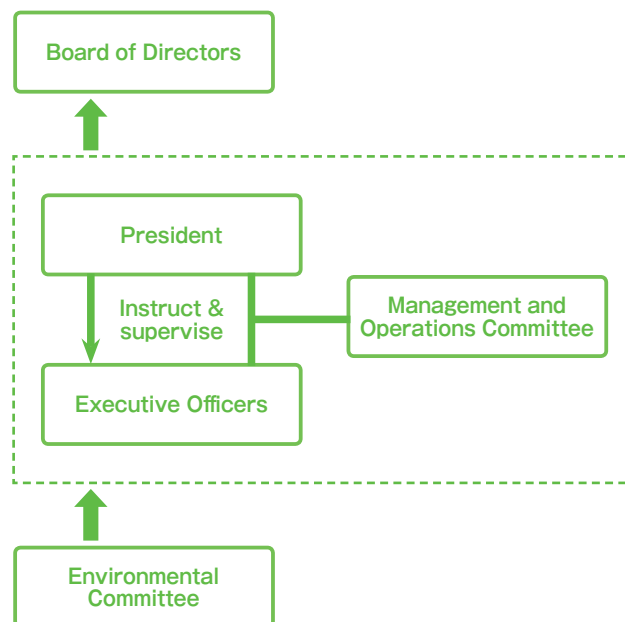 Board of Directors
President
Instruct &
supervise
Management and
Operations Committee
Executive Officers
Environmental
Committee